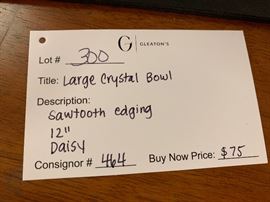 G | GLEATON'S
Lot # 300
Title: Large Crystal Bowl
Description:
Sawtooth edging
12"
Daisy
Consignor # 464 Buy Now Price: $75